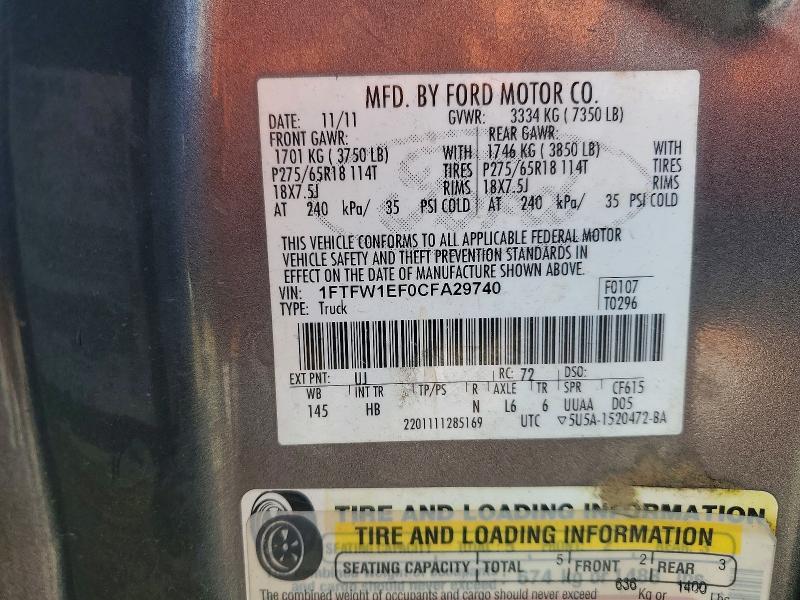 MFD. BY FORD MOTOR CO.
DATE: 11/11 GVWR: 3334 KG ( 7350 LB)
FRONT GAWR: REAR GAWR:
1701 KG ( 3750 LB) WITH 1746 KG ( 3850 LB) WITH
P275/65R18 114T TIRES P275/65R18 114T TIRES
18X7.5J RIMS 18X7.5J RIMS
AT 240 kPa/ 35 PSI COLD AT 240 kPa/ 35 PSI COLD
THIS VEHICLE CONFORMS TO ALL APPLICABLE FEDERAL MOTOR
VEHICLE SAFETY AND THEFT PREVENTION STANDARDS IN
EFFECT ON THE DATE OF MANUFACTURE SHOWN ABOVE.
VIN: 1FTFW1EF0CFA29740 F0107
TYPE: Truck T0296
EXT PNT: UJ RC: 72 DSO:
WB INT TR TP/PS R AXLE TR SPR CF615
145 HB N L6 6 UUAA D05
2201111285169 UTC ▽5U5A-1520472-BA
TIRE AND LOADING INFORMATION
TIRE AND LOADING INFORMATION
SEATING CAPACITY TOTAL 5 FRONT 2 REAR 3
The combined weight of occupants and cargo should never exceed 636 Kg or 1400 Lbs